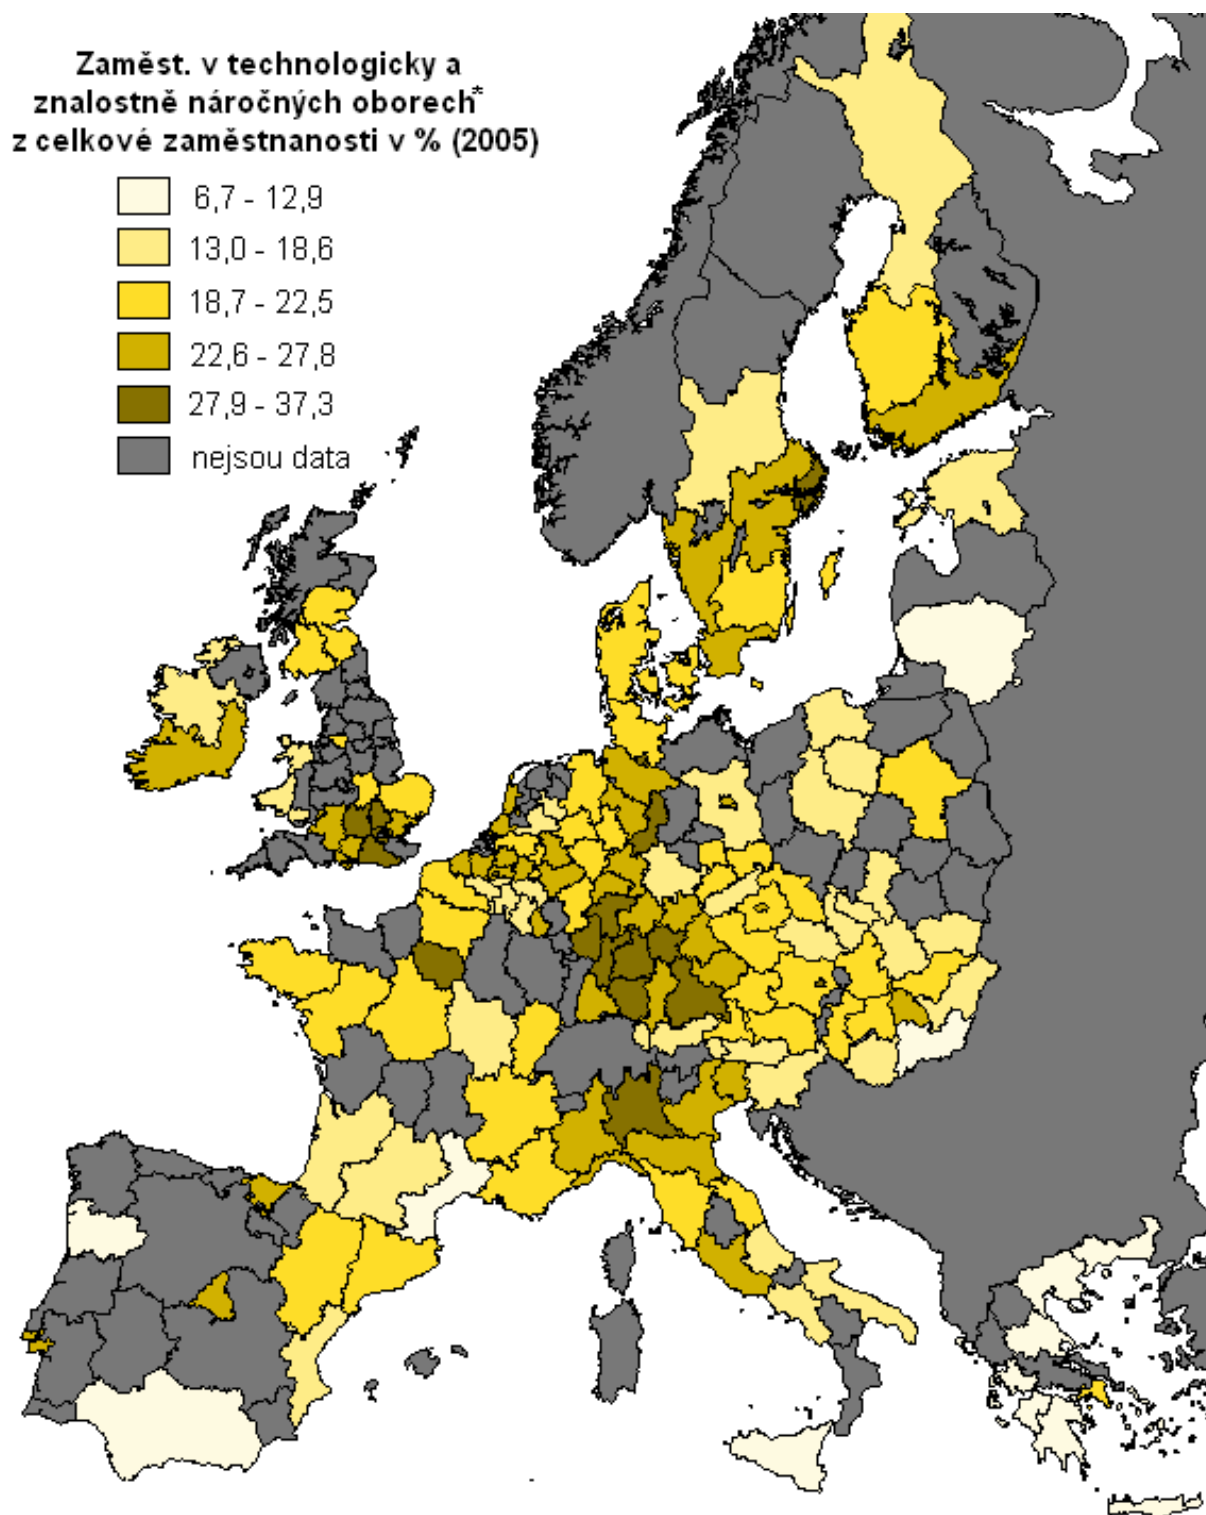 Zaměst. v technologicky a
znalostně náročných oborech*
z celkové zaměstnanosti v % (2005)
6,7 - 12,9
13,0 - 18,6
18,7 - 22,5
22,6 - 27,8
27,9 - 37,3
nejsou data